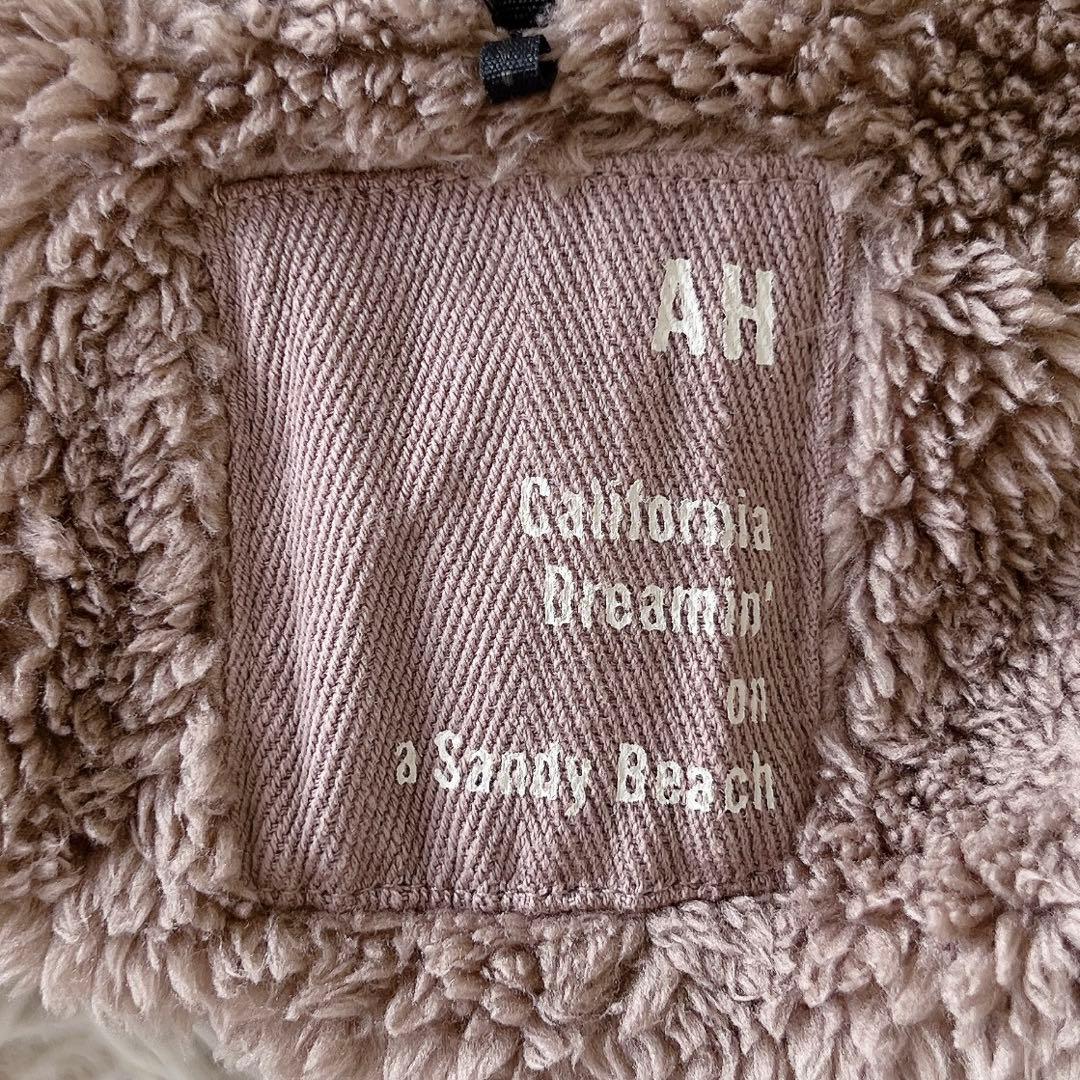 AH
California
Dreamin'
on
a Sandy Beach